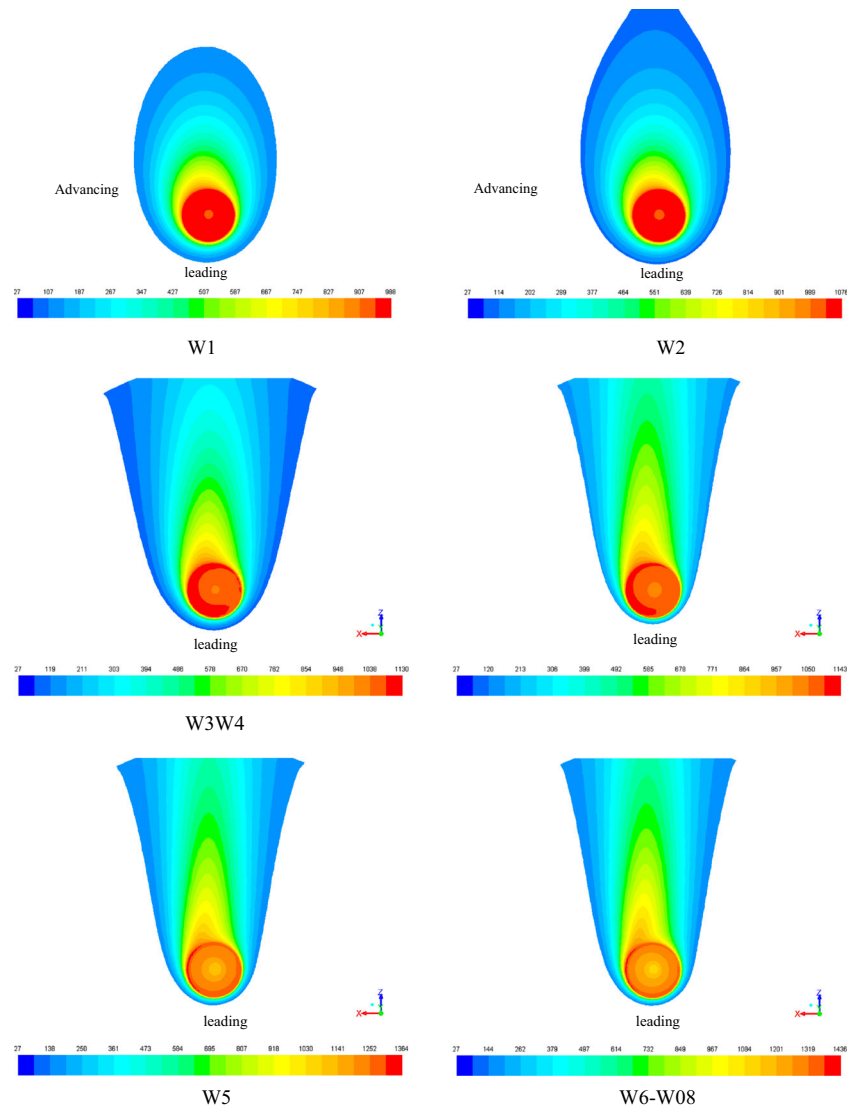 Advancing
leading
27 107 187 267 347 427 507 587 667 747 827 907 988
W1
Advancing
leading
27 114 202 289 377 464 551 639 726 814 901 989 1076
W2
leading
X Z
27 119 211 303 394 486 578 670 762 854 946 1038 1130
W3W4
leading
X Z
27 120 213 306 399 492 585 678 771 864 957 1050 1143
leading
X Z
27 138 250 361 473 584 695 807 918 1030 1141 1252 1364
W5
leading
X Z
27 144 262 379 497 614 732 849 967 1084 1201 1319 1436
W6-W08